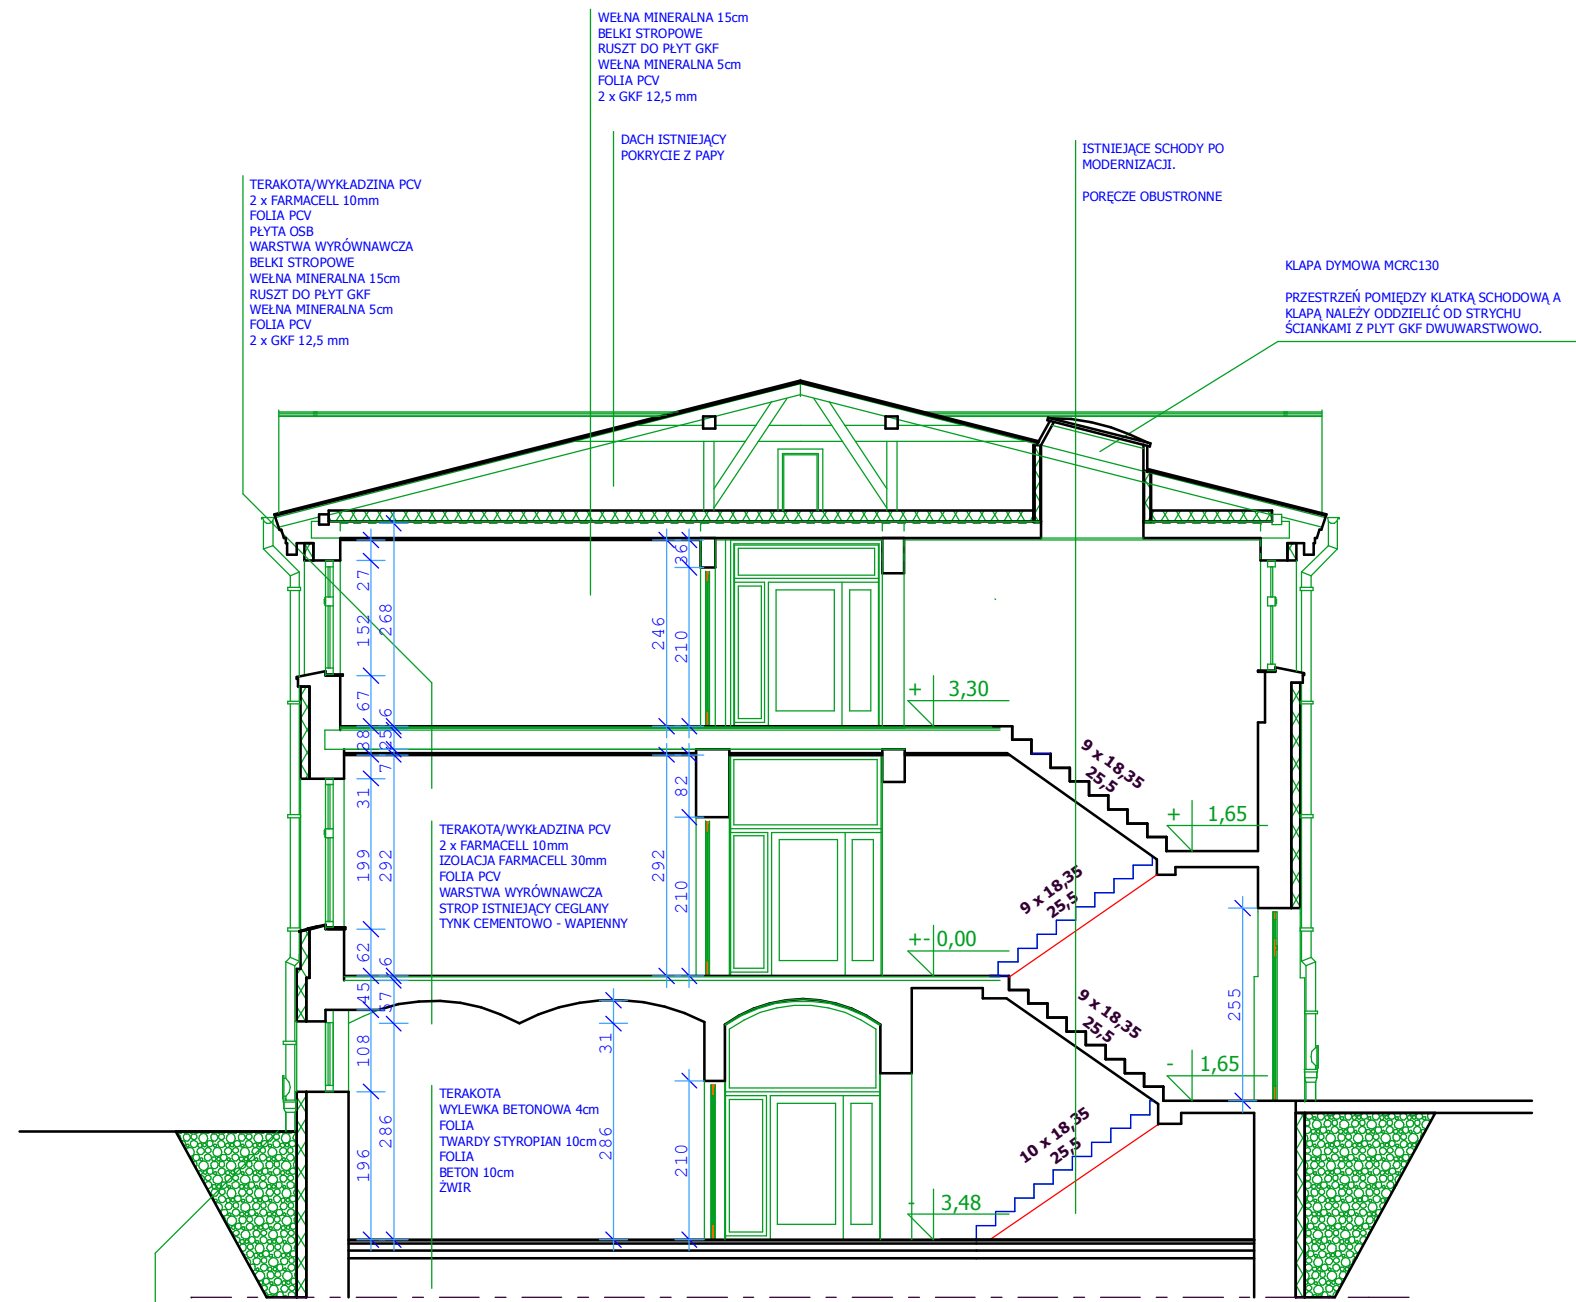 WEŁNA MINERALNA 15cm
BELKI STROPOWE
RUSZT DO PŁYT GKF
WEŁNA MINERALNA 5cm
FOLIA PCV
2 x GKF 12,5 mm
DACH ISTNIEJĄCY
POKRYCIE Z PAPY
ISTNIEJĄCE SCHODY PO
MODERNIZACJI.
PORĘCZE OBUSTRONNE
TERAKOTA/WYKŁADZINA PCV
2 x FARMACELL 10mm
FOLIA PCV
PŁYTA OSB
WARSTWA WYRÓWNAWCZA
BELKI STROPOWE
WEŁNA MINERALNA 15cm
RUSZT DO PŁYT GKF
WEŁNA MINERALNA 5cm
FOLIA PCV
2 x GKF 12,5 mm
KLAPA DYMOWA MCRC130
PRZESTRZEŃ POMIĘDZY KLATKĄ SCHODOWĄ A
KLAPĄ NALEŻY ODDZIELIĆ OD STRYCHU
ŚCIANKAMI Z PLYT GKF DWUWARSTWOWO.
27
152
268
67
6
246
36
210
+ 3,30
38
25
7
31
199
292
62
6
82
292
210
9 x 18,35
25,5
+ 1,65
TERAKOTA/WYKŁADZINA PCV
2 x FARMACELL 10mm
IZOLACJA FARMACELL 30mm
FOLIA PCV
WARSTWA WYRÓWNAWCZA
STROP ISTNIEJĄCY CEGLANY
TYNK CEMENTOWO - WAPIENNY
9 x 18,35
25,5
+- 0,00
45
57
108
31
286
196
286
210
255
9 x 18,35
25,5
- 1,65
TERAKOTA
WYLEWKA BETONOWA 4cm
FOLIA
TWARDY STYROPIAN 10cm
FOLIA
BETON 10cm
ŻWIR
10 x 18,35
25,5
- 3,48